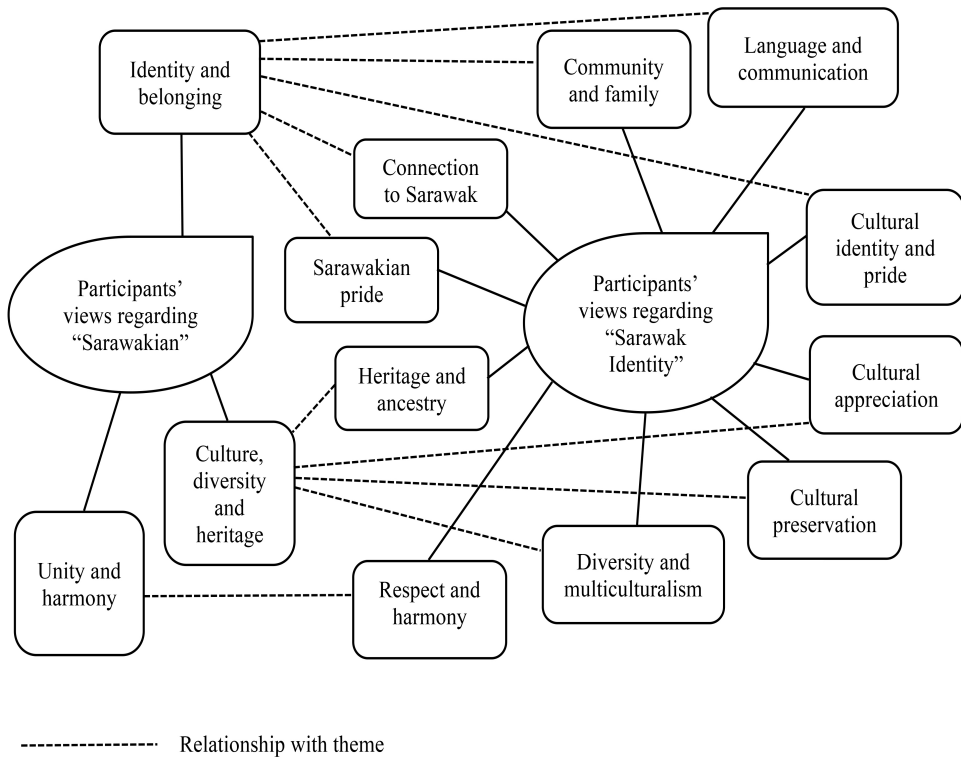 Identity and
belonging
Community
and family
Language and
communication
Connection
to Sarawak
Cultural
identity and
pride
Sarawakian
pride
Participants’
views regarding
“Sarawakian”
Participants’
views regarding
“Sarawak
Identity”
Heritage and
ancestry
Cultural
appreciation
Culture,
diversity
and
heritage
Cultural
preservation
Unity and
harmony
Respect and
harmony
Diversity and
multiculturalism
Relationship with theme